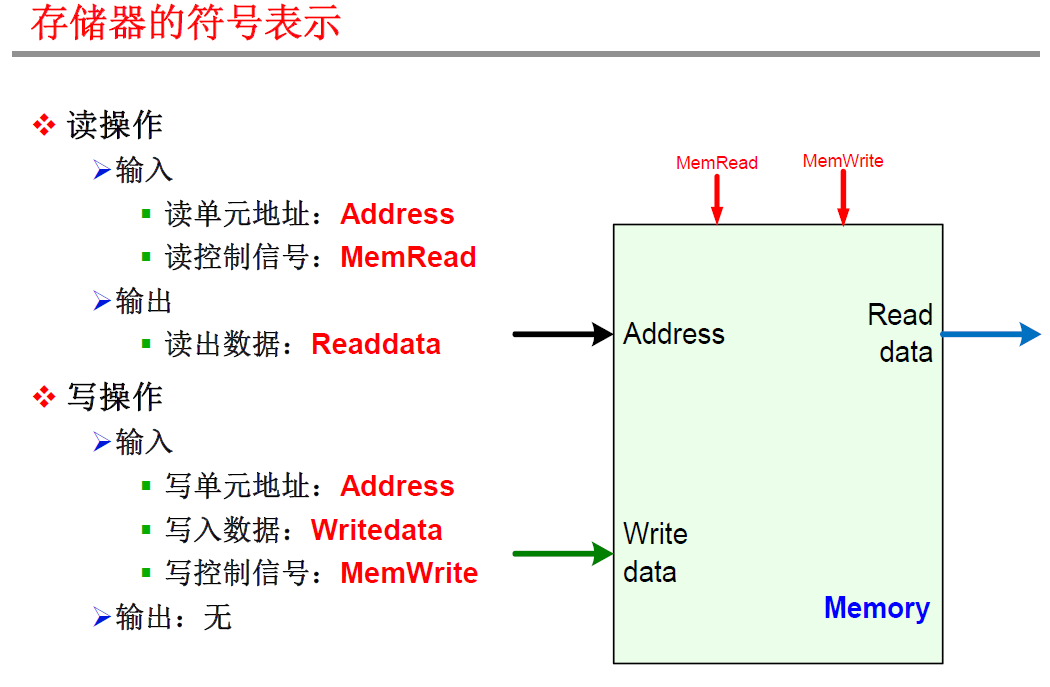 存储器的符号表示
读操作
输入
读单元地址：Address
读控制信号：MemRead
输出
读出数据：Readdata
写操作
输入
写单元地址：Address
写入数据：Writedata
写控制信号：MemWrite
输出：无
MemRead
MemWrite
Address
Read
data
Write
data
Memory